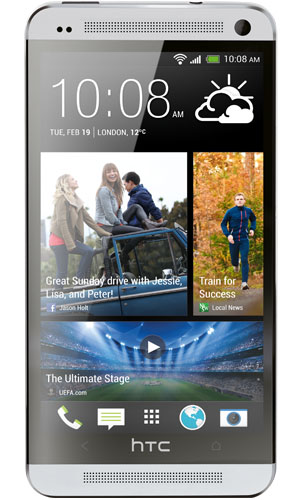 10:08 AM
10:08 AM
TUE, FEB 19 | LONDON, 12°C
Great Sunday drive with Jessie,
Lisa, and Peter!
Jason Holt
Train for
Success
Local News
The Ultimate Stage
UEFA.com
hTC